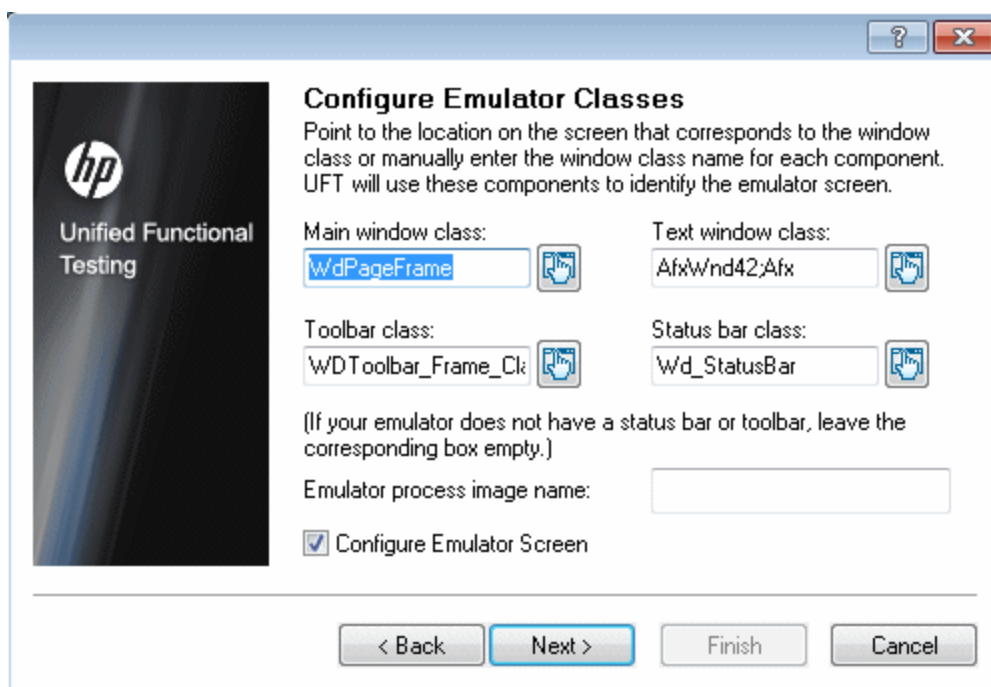 ?
Configure Emulator Classes
Point to the location on the screen that corresponds to the window
class or manually enter the window class name for each component.
UFT will use these components to identify the emulator screen.
hp
Unified Functional
Testing
Main window class:
Text window class:
WdPageFrame
AfxWnd42;Afx
Toolbar class:
Status bar class:
WDToolbar_Frame_Cla
Wd_StatusBar
(If your emulator does not have a status bar or toolbar, leave the
corresponding box empty.)
Emulator process image name:
Configure Emulator Screen
< Back
Next >
Finish
Cancel